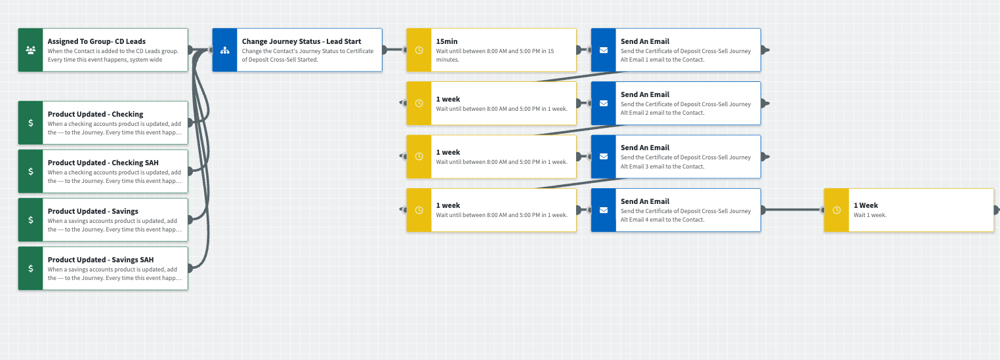 Assigned To Group- CD Leads
When the Contact is added to the CD Leads group.
Every time this event happens, system wide
Product Updated - Checking
When a checking accounts product is updated, add
the --- to the Journey. Every time this event happ…
Product Updated - Checking SAH
When a checking accounts product is updated, add
the --- to the Journey. Every time this event happ…
Product Updated - Savings
When a savings accounts product is updated, add
the --- to the Journey. Every time this event happ…
Product Updated - Savings SAH
When a savings accounts product is updated, add
the --- to the Journey. Every time this event happ…
Change Journey Status - Lead Start
Change the Contact's Journey Status to Certificate
of Deposit Cross-Sell Started.
15min
Wait until between 8:00 AM and 5:00 PM in 15
minutes.
Send An Email
Send the Certificate of Deposit Cross-Sell Journey
Alt Email 1 email to the Contact.
1 week
Wait until between 8:00 AM and 5:00 PM in 1 week.
Send An Email
Send the Certificate of Deposit Cross-Sell Journey
Alt Email 2 email to the Contact.
1 week
Wait until between 8:00 AM and 5:00 PM in 1 week.
Send An Email
Send the Certificate of Deposit Cross-Sell Journey
Alt Email 3 email to the Contact.
1 week
Wait until between 8:00 AM and 5:00 PM in 1 week.
Send An Email
Send the Certificate of Deposit Cross-Sell Journey
Alt Email 4 email to the Contact.
1 Week
Wait 1 week.